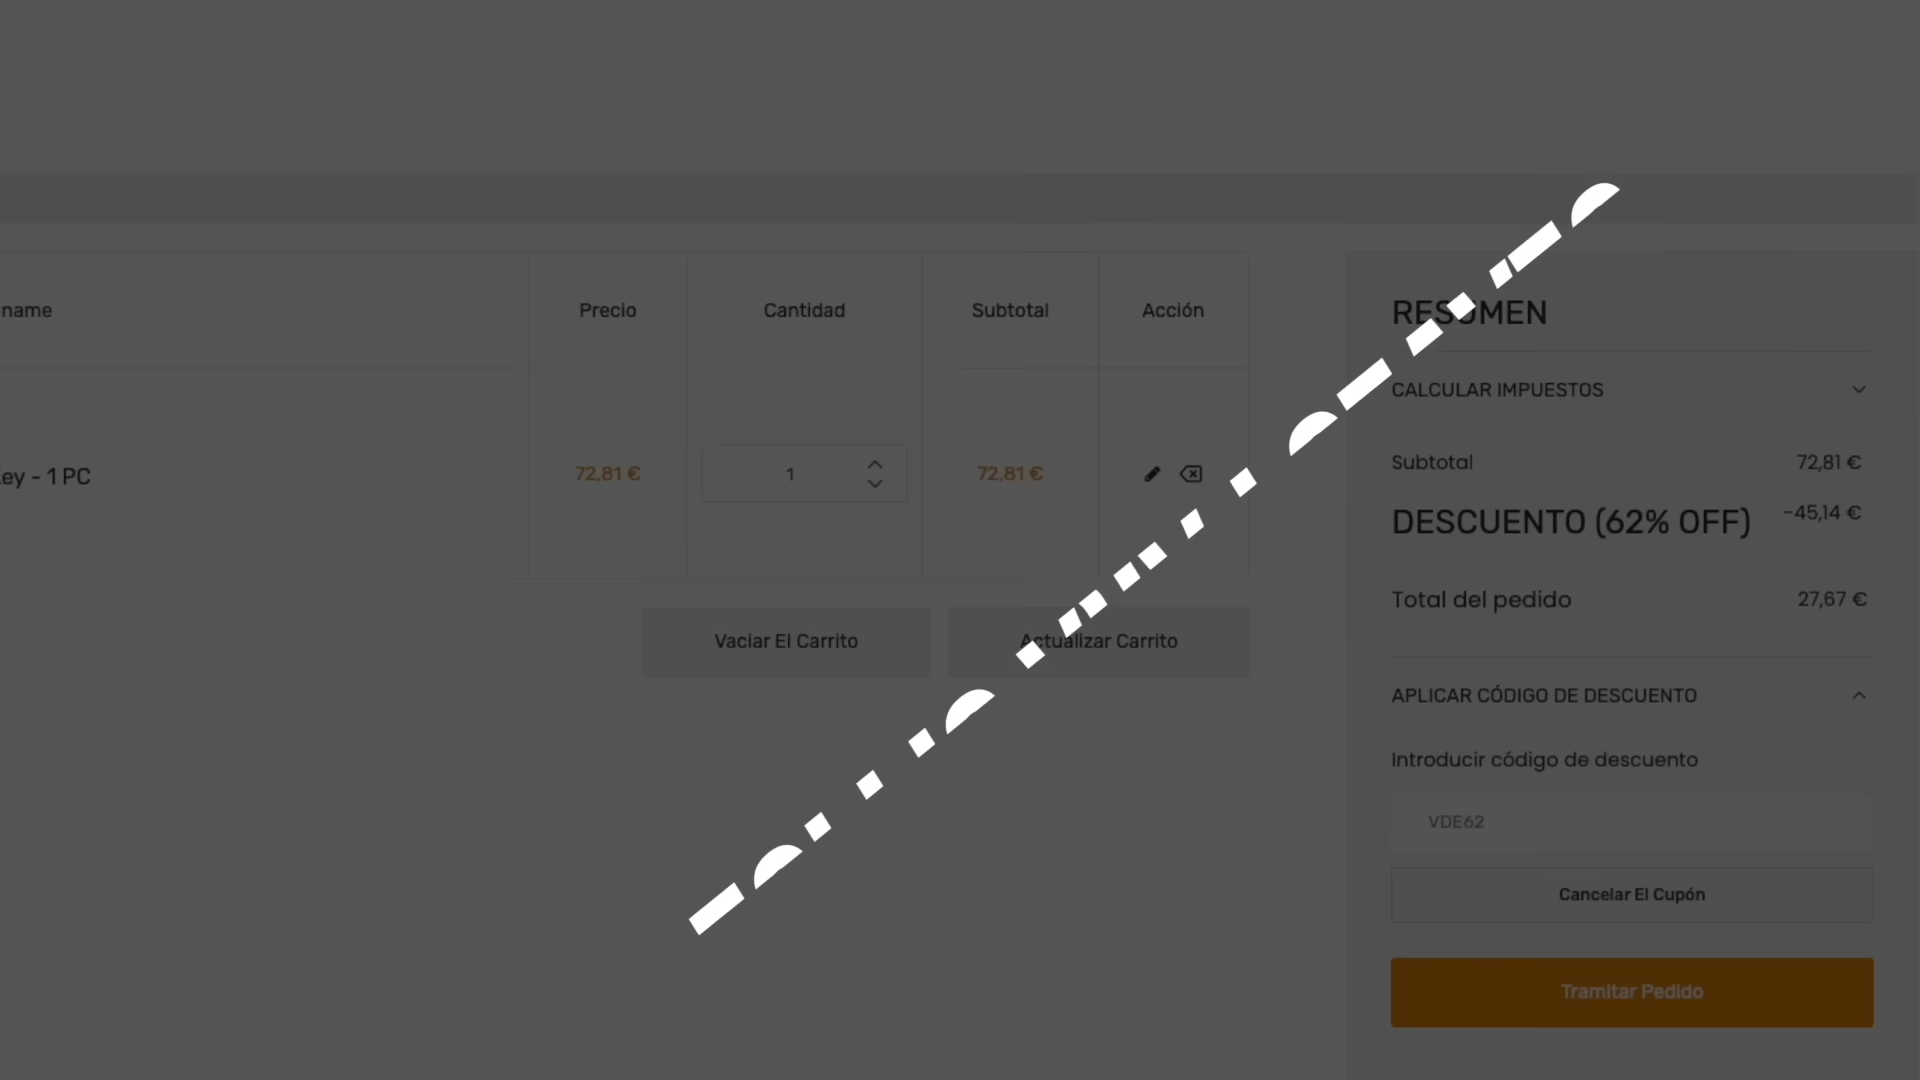 name
Precio
Cantidad
Subtotal
Acción
ey - 1 PC
72,81 €
1
72,81 €
Vaciar El Carrito
Actualizar Carrito
RESUMEN
CALCULAR IMPUESTOS
Subtotal
72,81 €
DESCUENTO (62% OFF)
-45,14 €
Total del pedido
27,67 €
APLICAR CÓDIGO DE DESCUENTO
Introducir código de descuento
VDE62
Cancelar El Cupón
Tramitar Pedido